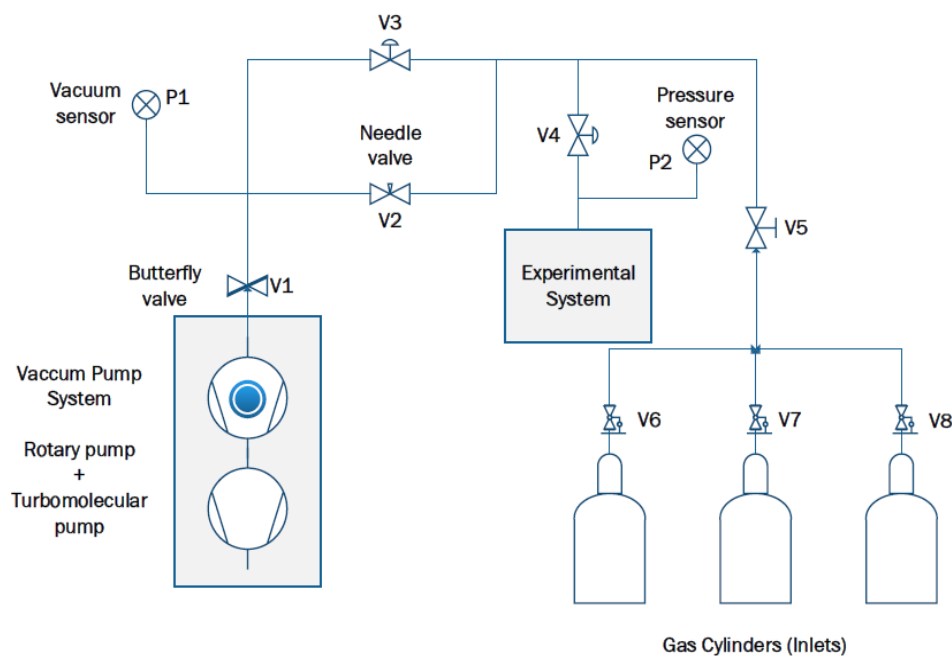 V3
Vacuum
sensor
P1
Pressure
sensor
Needle
valve
V4
P2
V2
V5
Butterfly
valve
V1
Experimental
System
Vaccum Pump
System
Rotary pump
+
Turbomolecular
pump
V6
V7
V8
Gas Cylinders (Inlets)